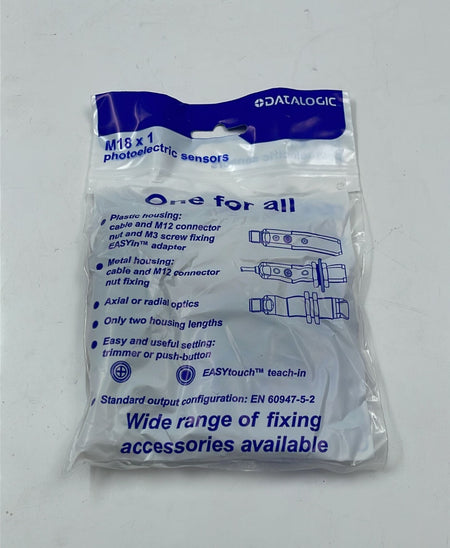 DATALOGIC
M18 x 1
photoelectric sensors
One for all
• Plastic housing:
cable and M12 connector
nut and M3 screw fixing
EASYin™ adaptor
• Metal housing:
cable and M12 connector
nut fixing
• Axial or radial optics
• Only two housing lengths
• Easy and useful setting:
trimmer or push-button
EASYtouch™ teach-in
• Standard output configuration: EN 60947-5-2
Wide range of fixing
accessories available